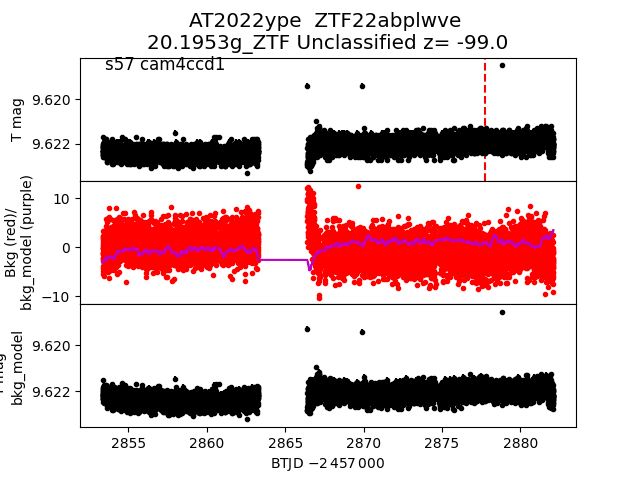 AT2022ype ZTF22abplwve
20.1953g_ZTF Unclassified z= -99.0
s57 cam4ccd1
T mag
9.620
9.622
Bkg (red)/
bkg_model (purple)
10
0
−10
bkg_model
9.620
9.622
2855 2860 2865 2870 2875 2880
BTJD −2 457 000